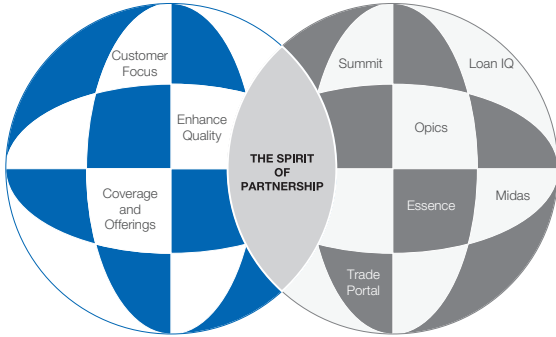 Customer
Focus
Enhance
Quality
Coverage
and
Offerings
THE SPIRIT
OF
PARTNERSHIP
Summit
Loan IQ
Opics
Essence
Midas
Trade
Portal